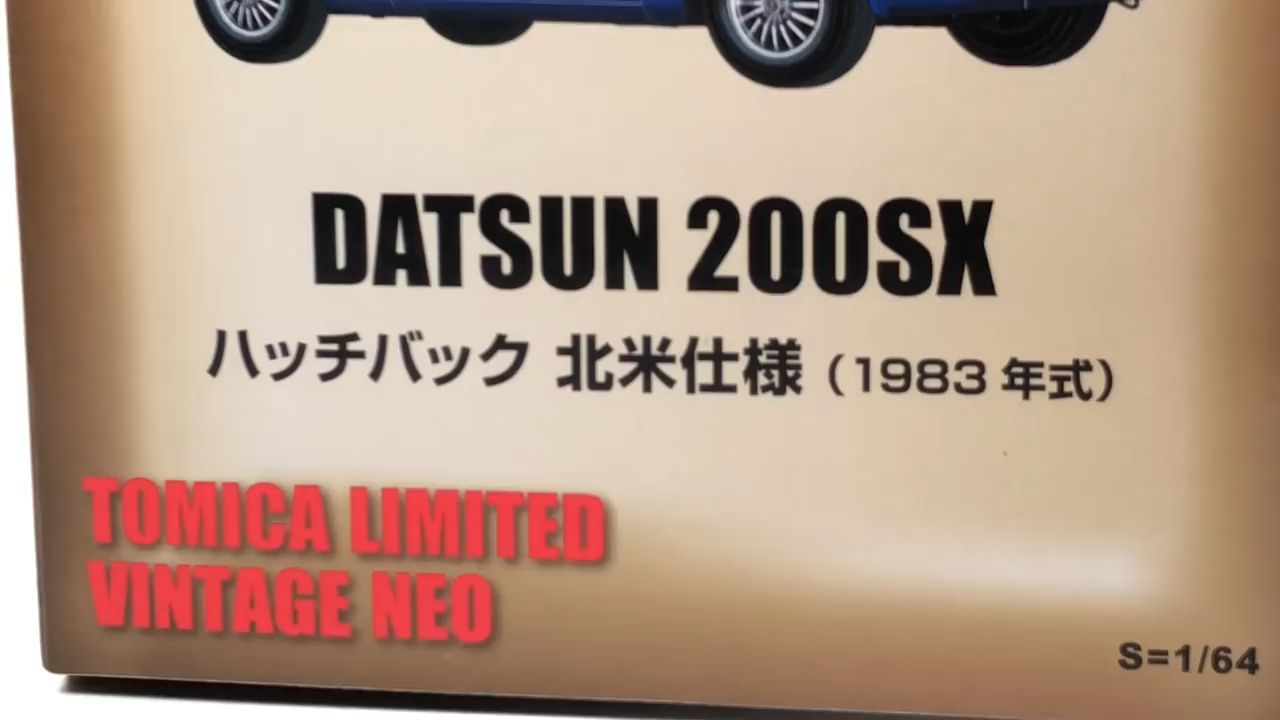 DATSUN 200SX
ハッチバック 北米仕様（1983 年式）
TOMICA LIMITED
VINTAGE NEO
S=1/64